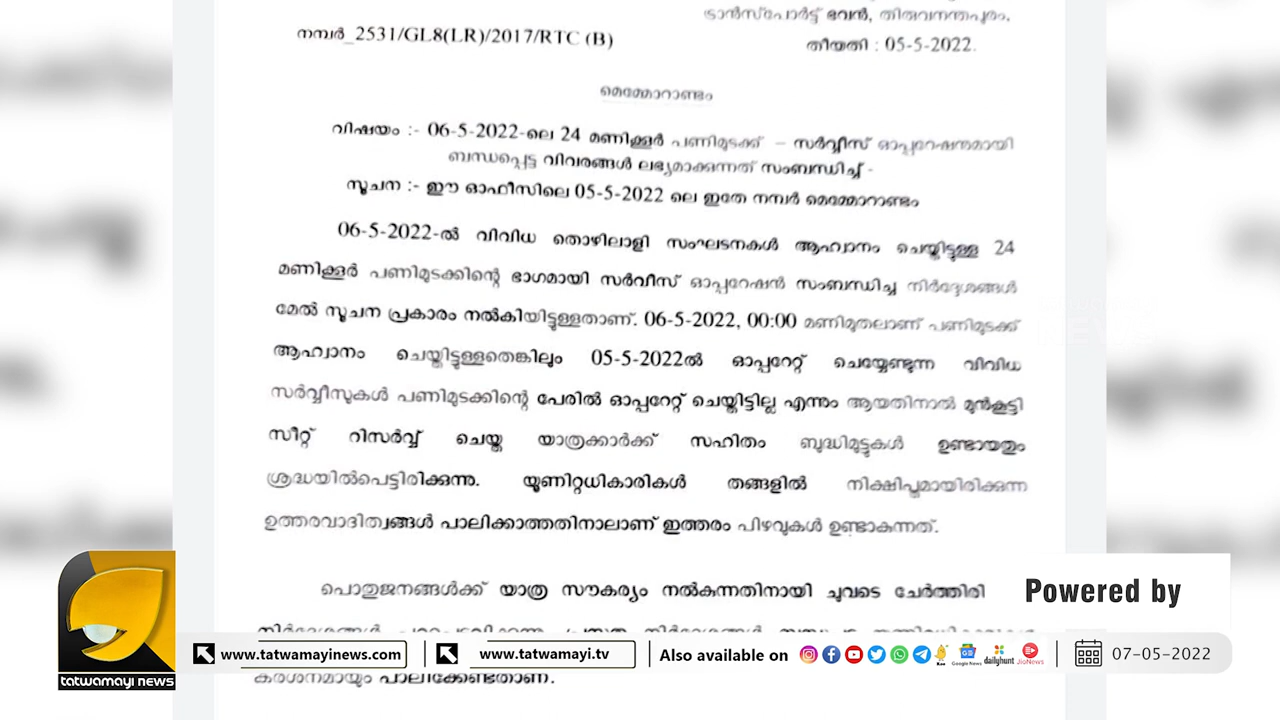 ട്രാൻസ്പോർട്ട് ഭവൻ, തിരുവനന്തപുരം.
നമ്പർ_2531/GL8(LR)/2017/RTC (B)
തീയതി : 05-5-2022.
മെമ്മോറാണ്ടം
വിഷയം :- 06-5-2022-ലെ 24 മണിക്കൂർ പണിമുടക്ക് – സർവ്വീസ് ഓപ്പറേഷനുമായി
ബന്ധപ്പെട്ട വിവരങ്ങൾ ലഭ്യമാക്കുന്നത് സംബന്ധിച്ച് -
സൂചന :- ഈ ഓഫീസിലെ 05-5-2022 ലെ ഇതേ നമ്പർ മെമ്മോറാണ്ടം
06-5-2022-ൽ വിവിധ തൊഴിലാളി സംഘടനകൾ ആഹ്വാനം ചെയ്തിട്ടുള്ള 24
മണിക്കൂർ പണിമുടക്കിന്റെ ഭാഗമായി സർവീസ് ഓപ്പറേഷൻ സംബന്ധിച്ച നിർദ്ദേശങ്ങൾ
മേൽ സൂചന പ്രകാരം നൽകിയിട്ടുള്ളതാണ്. 06-5-2022, 00:00 മണിമുതലാണ് പണിമുടക്ക്
ആഹ്വാനം ചെയ്തിട്ടുള്ളതെങ്കിലും 05-5-2022ൽ ഓപ്പറേറ്റ് ചെയ്യേണ്ടുന്ന വിവിധ
സർവ്വീസുകൾ പണിമുടക്കിന്റെ പേരിൽ ഓപ്പറേറ്റ് ചെയ്തിട്ടില്ല എന്നും ആയതിനാൽ മുൻകൂട്ടി
സീറ്റ് റിസർവ്വ് ചെയ്ത യാത്രക്കാർക്ക് സഹിതം ബുദ്ധിമുട്ടുകൾ ഉണ്ടായതും
ശ്രദ്ധയിൽപെട്ടിരിക്കുന്നു. യൂണിറ്റധികാരികൾ തങ്ങളിൽ നിക്ഷിപ്തമായിരിക്കുന്ന
ഉത്തരവാദിത്വങ്ങൾ പാലിക്കാത്തതിനാലാണ് ഇത്തരം പിഴവുകൾ ഉണ്ടാകുന്നത്.
പൊതുജനങ്ങൾക്ക് യാത്ര സൗകര്യം നൽകുന്നതിനായി ചുവടെ ചേർത്തിരി
Powered by
www.tatwamayinews.com
www.tatwamayi.tv
Also available on
Koo
Google News
dailyhunt
JioNews
07-05-2022
tatwamayi news
കർശനമായും പാലിക്കേണ്ടതാണ്.